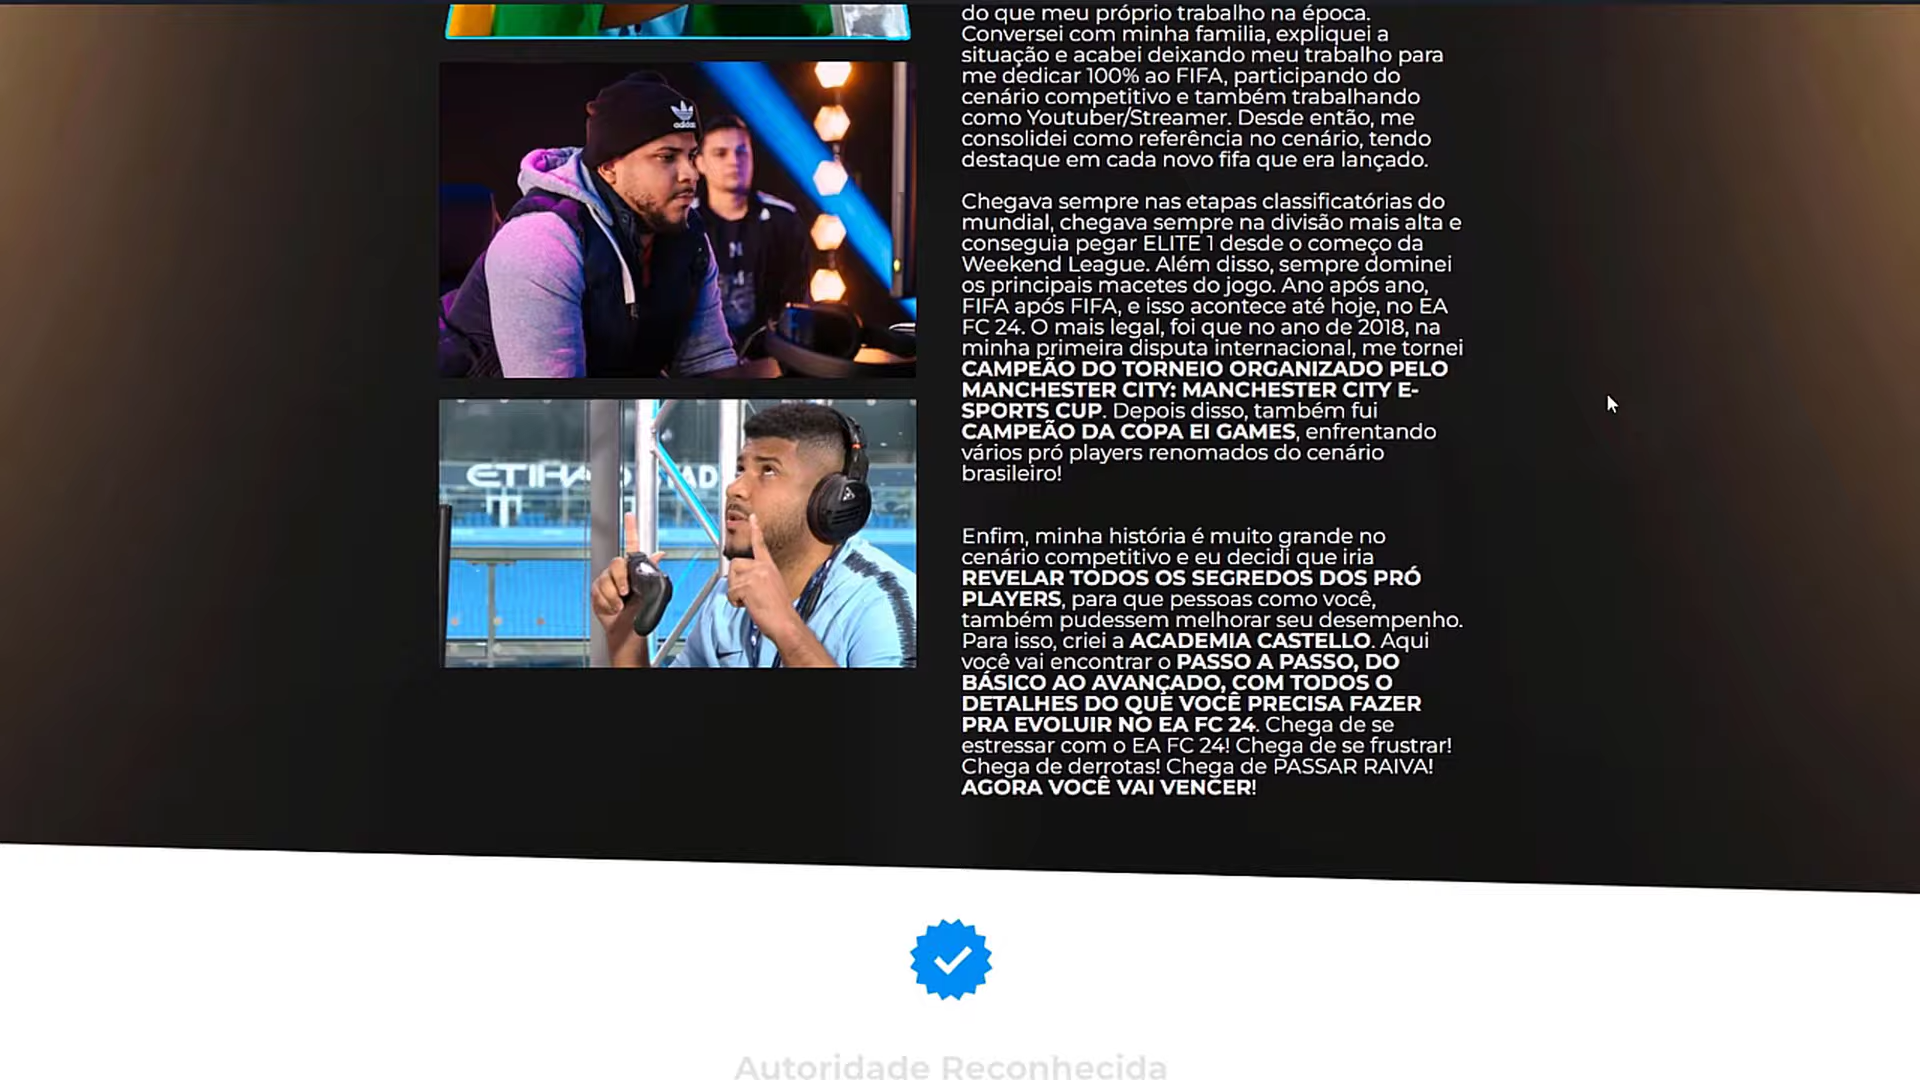 do que meu próprio trabalho na época.
Conversei com minha familia, expliquei a
situação e acabei deixando meu trabalho para
me dedicar 100% ao FIFA, participando do
cenário competitivo e também trabalhando
como Youtuber/Streamer. Desde então, me
consolidei como referência no cenário, tendo
destaque em cada novo fifa que era lançado.
Chegava sempre nas etapas classificatórias do
mundial, chegava sempre na divisão mais alta e
conseguia pegar ELITE 1 desde o começo da
Weekend League. Além disso, sempre dominei
os principais macetes do jogo. Ano após ano,
FIFA após FIFA, e isso acontece até hoje, no EA
FC 24. O mais legal, foi que no ano de 2018, na
minha primeira disputa internacional, me tornei
CAMPEÃO DO TORNEIO ORGANIZADO PELO
MANCHESTER CITY: MANCHESTER CITY E-
SPORTS CUP. Depois disso, também fui
CAMPEÃO DA COPA EI GAMES, enfrentando
vários pró players renomados do cenário
brasileiro!
Enfim, minha história é muito grande no
cenário competitivo e eu decidi que iria
REVELAR TODOS OS SEGREDOS DOS PRÓ
PLAYERS, para que pessoas como você,
também pudessem melhorar seu desempenho.
Para isso, criei a ACADEMIA CASTELLO. Aqui
você vai encontrar o PASSO A PASSO, DO
BÁSICO AO AVANÇADO, COM TODOS O
DETALHES DO QUE VOCÊ PRECISA FAZER
PRA EVOLUIR NO EA FC 24. Chega de se
estressar com o EA FC 24! Chega de se frustrar!
Chega de derrotas! Chega de PASSAR RAIVA!
AGORA VOCÊ VAI VENCER!
adidas
Autoridade Reconhecida